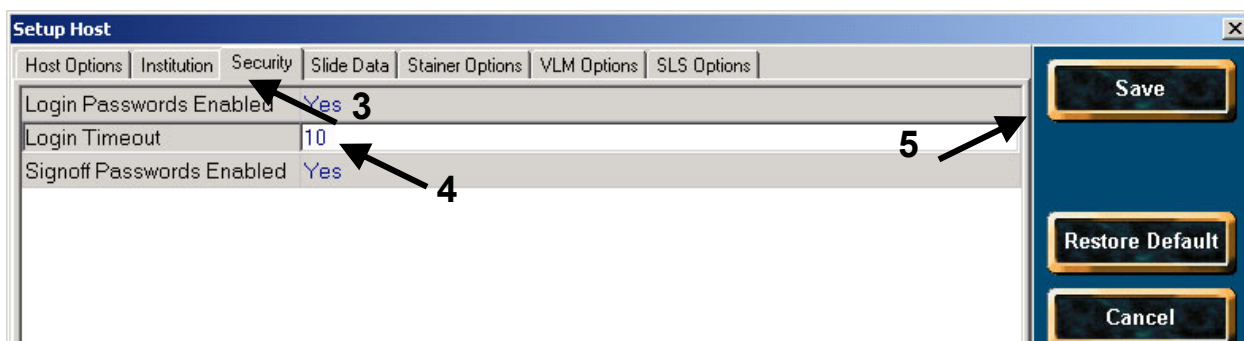 Setup Host
Host Options Institution Security Slide Data Stainer Options VLM Options SLS Options
Login Passwords Enabled Yes 3
Login Timeout 10
Signoff Passwords Enabled Yes 4
5
Save
Restore Default
Cancel